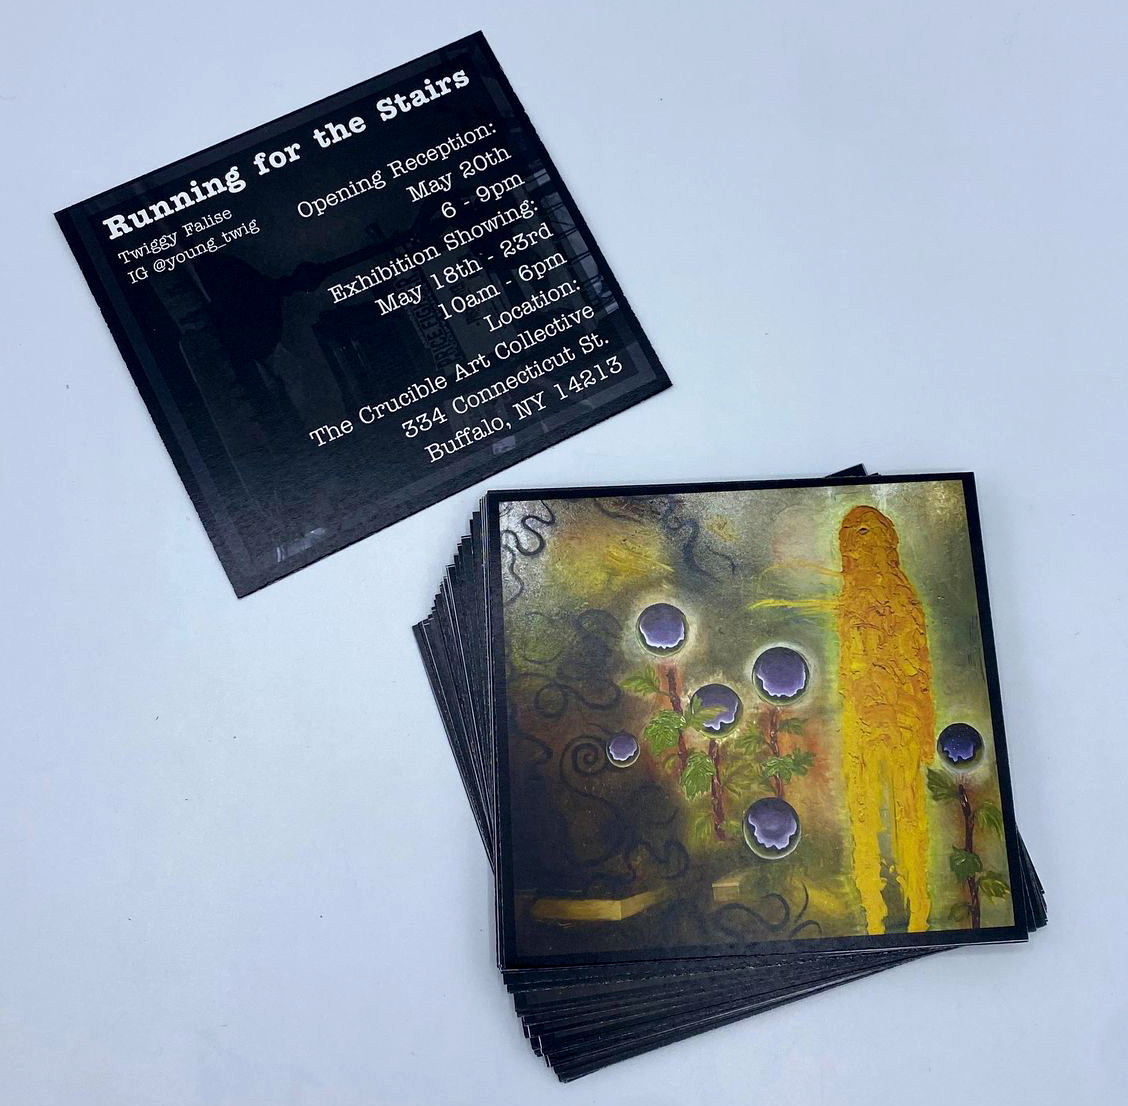 Running for the Stairs
Twiggy Falise
IG @young_twig
Opening Reception:
May 20th
6 - 9pm
Exhibition Showing:
May 18th - 23rd
10am - 6pm
Location:
The Crucible Art Collective
334 Connecticut St.
Buffalo, NY 14213